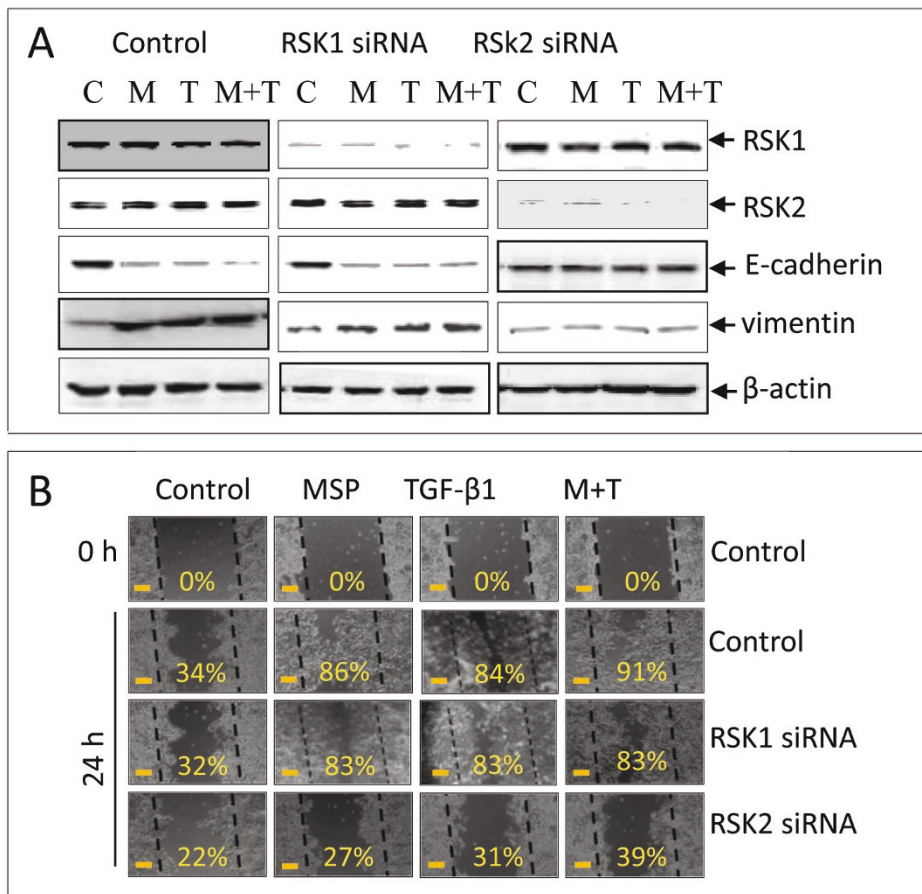 A
Control RSK1 siRNA RSk2 siRNA
C M T M+T C M T M+T C M T M+T
RSK1
RSK2
E-cadherin
vimentin
β-actin
B
Control MSP TGF-β1 M+T
0 h 0% 0% 0% 0% Control
24 h
34% 86% 84% 91% Control
32% 83% 83% 83% RSK1 siRNA
22% 27% 31% 39% RSK2 siRNA